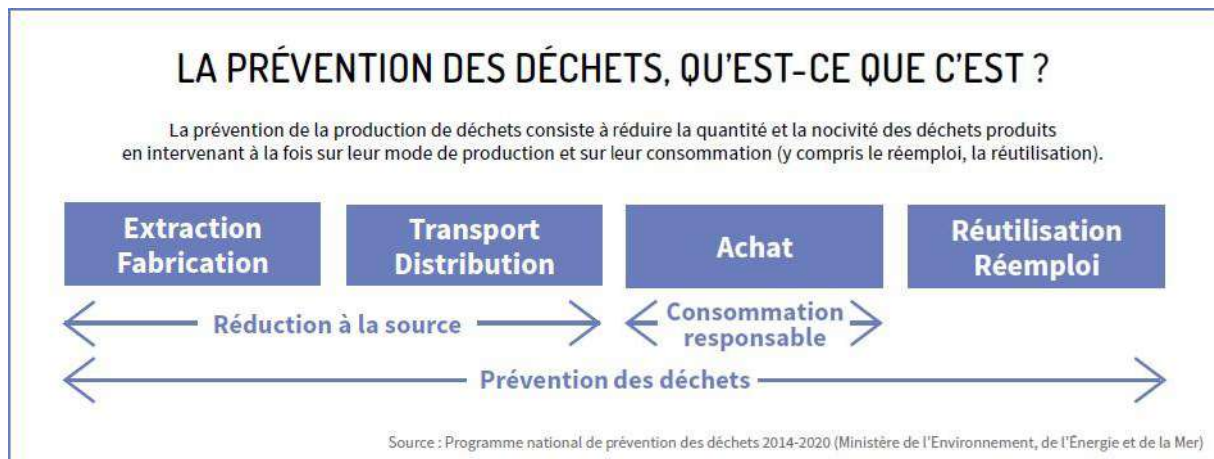 LA PRÉVENTION DES DÉCHETS, QU'EST-CE QUE C'EST ?
La prévention de la production de déchets consiste à réduire la quantité et la nocivité des déchets produits
en intervenant à la fois sur leur mode de production et sur leur consommation (y compris le réemploi, la réutilisation).
Extraction
Fabrication
Transport
Distribution
Achat
Réutilisation
Réemploi
Réduction à la source
Consommation
responsable
Prévention des déchets
Source : Programme national de prévention des déchets 2014-2020 (Ministère de l'Environnement, de l'Énergie et de la Mer)